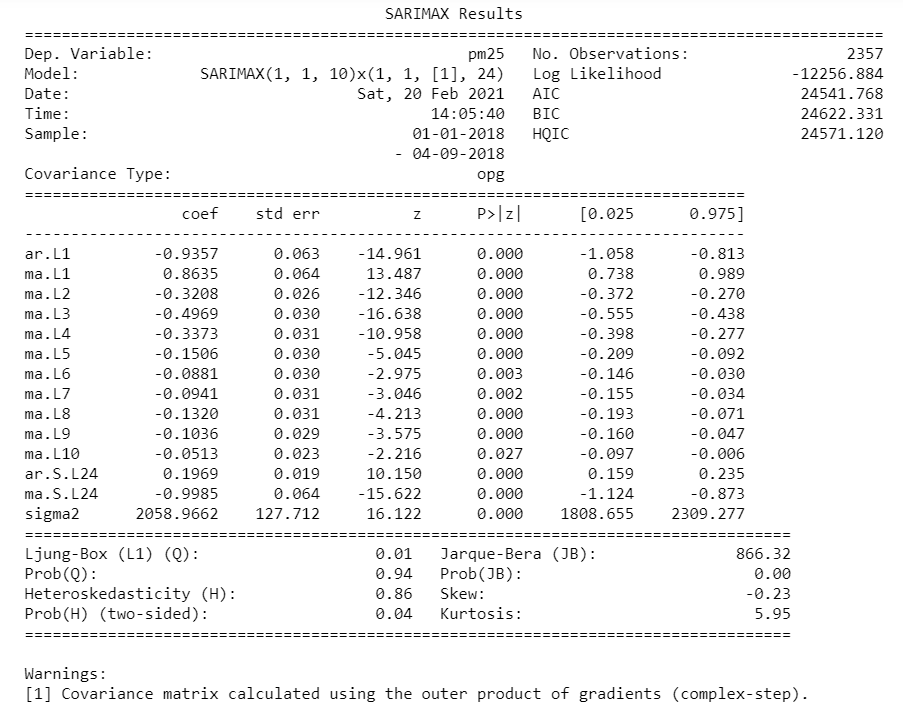 SARIMAX Results
==============================================================================================
Dep. Variable: pm25 No. Observations: 2357
Model: SARIMAX(1, 1, 10)x(1, 1, [1], 24) Log Likelihood -12256.884
Date: Sat, 20 Feb 2021 AIC 24541.768
Time: 14:05:40 BIC 24622.331
Sample: 01-01-2018 HQIC 24571.120
- 04-09-2018
Covariance Type: opg
==============================================================================
coef std err z P>|z| [0.025 0.975]
------------------------------------------------------------------------------
ar.L1 -0.9357 0.063 -14.961 0.000 -1.058 -0.813
ma.L1 0.8635 0.064 13.487 0.000 0.738 0.989
ma.L2 -0.3208 0.026 -12.346 0.000 -0.372 -0.270
ma.L3 -0.4969 0.030 -16.638 0.000 -0.555 -0.438
ma.L4 -0.3373 0.031 -10.958 0.000 -0.398 -0.277
ma.L5 -0.1506 0.030 -5.045 0.000 -0.209 -0.092
ma.L6 -0.0881 0.030 -2.975 0.003 -0.146 -0.030
ma.L7 -0.0941 0.031 -3.046 0.002 -0.155 -0.034
ma.L8 -0.1320 0.031 -4.213 0.000 -0.193 -0.071
ma.L9 -0.1036 0.029 -3.575 0.000 -0.160 -0.047
ma.L10 -0.0513 0.023 -2.216 0.027 -0.097 -0.006
ar.S.L24 0.1969 0.019 10.150 0.000 0.159 0.235
ma.S.L24 -0.9985 0.064 -15.622 0.000 -1.124 -0.873
sigma2 2058.9662 127.712 16.122 0.000 1808.655 2309.277
===================================================================================
Ljung-Box (L1) (Q): 0.01 Jarque-Bera (JB): 866.32
Prob(Q): 0.94 Prob(JB): 0.00
Heteroskedasticity (H): 0.86 Skew: -0.23
Prob(H) (two-sided): 0.04 Kurtosis: 5.95
===================================================================================
Warnings:
[1] Covariance matrix calculated using the outer product of gradients (complex-step).